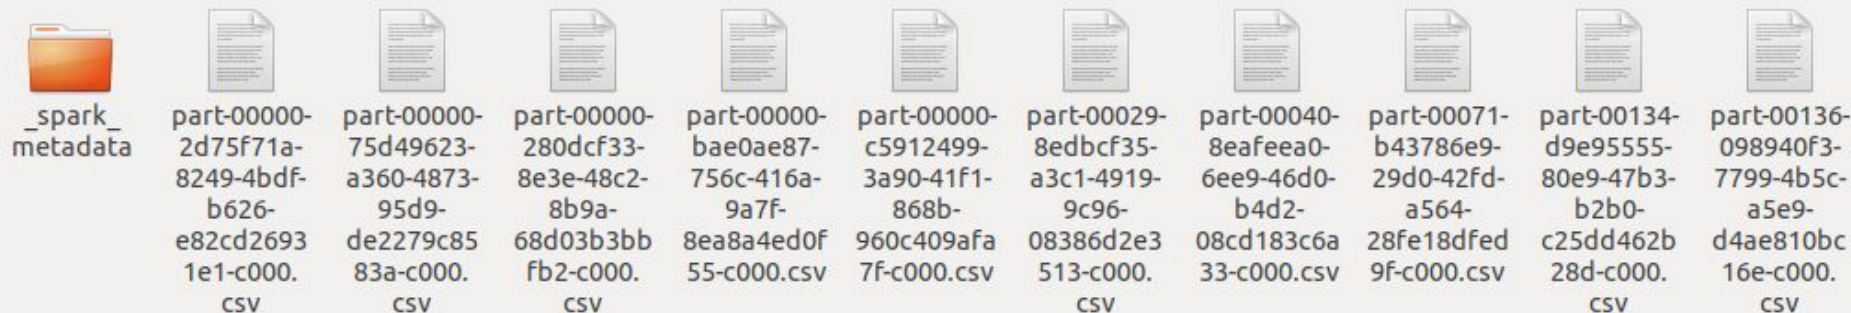 _spark_
metadata
part-00000-
2d75f71a-
8249-4bdf-
b626-
e82cd2693
1e1-c000.
csv
part-00000-
75d49623-
a360-4873-
95d9-
de2279c85
83a-c000.
csv
part-00000-
280dcf33-
8e3e-48c2-
8b9a-
68d03b3bb
fb2-c000.
csv
part-00000-
bae0ae87-
756c-416a-
9a7f-
8ea8a4ed0f
55-c000.csv
part-00000-
c5912499-
3a90-41f1-
868b-
960c409afa
7f-c000.csv
part-00029-
8edbcf35-
a3c1-4919-
9c96-
08386d2e3
513-c000.
csv
part-00040-
8eafeea0-
6ee9-46d0-
b4d2-
08cd183c6a
33-c000.csv
part-00071-
b43786e9-
29d0-42fd-
a564-
28fe18dfed
9f-c000.csv
part-00134-
d9e95555-
80e9-47b3-
b2b0-
c25dd462b
28d-c000.
csv
part-00136-
098940f3-
7799-4b5c-
a5e9-
d4ae810bc
16e-c000.
csv